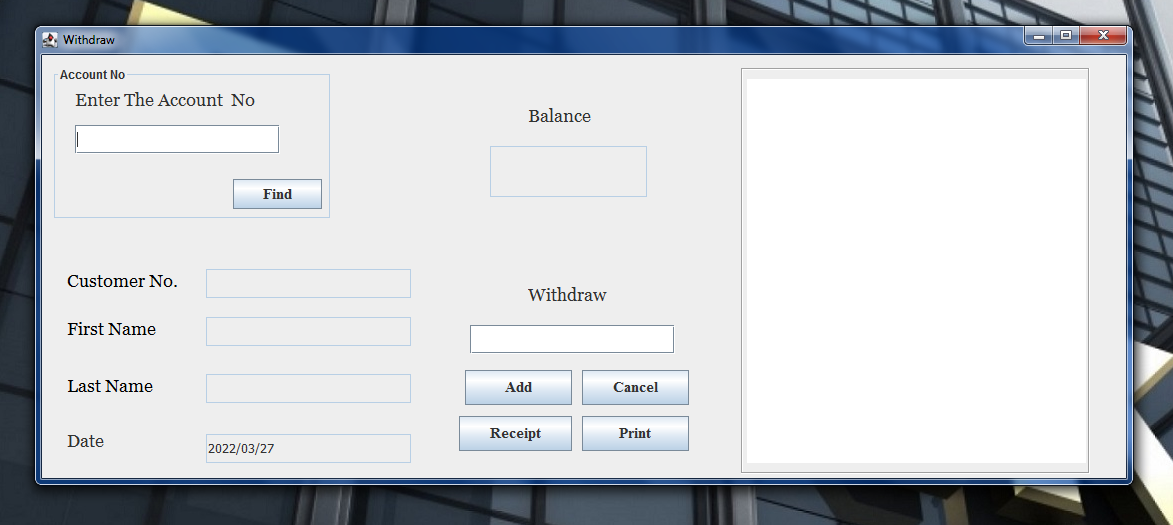 Withdraw
Account No
Enter The Account  No
Find
Balance
Customer No.
First Name
Last Name
Date
2022/03/27
Withdraw
Add
Cancel
Receipt
Print